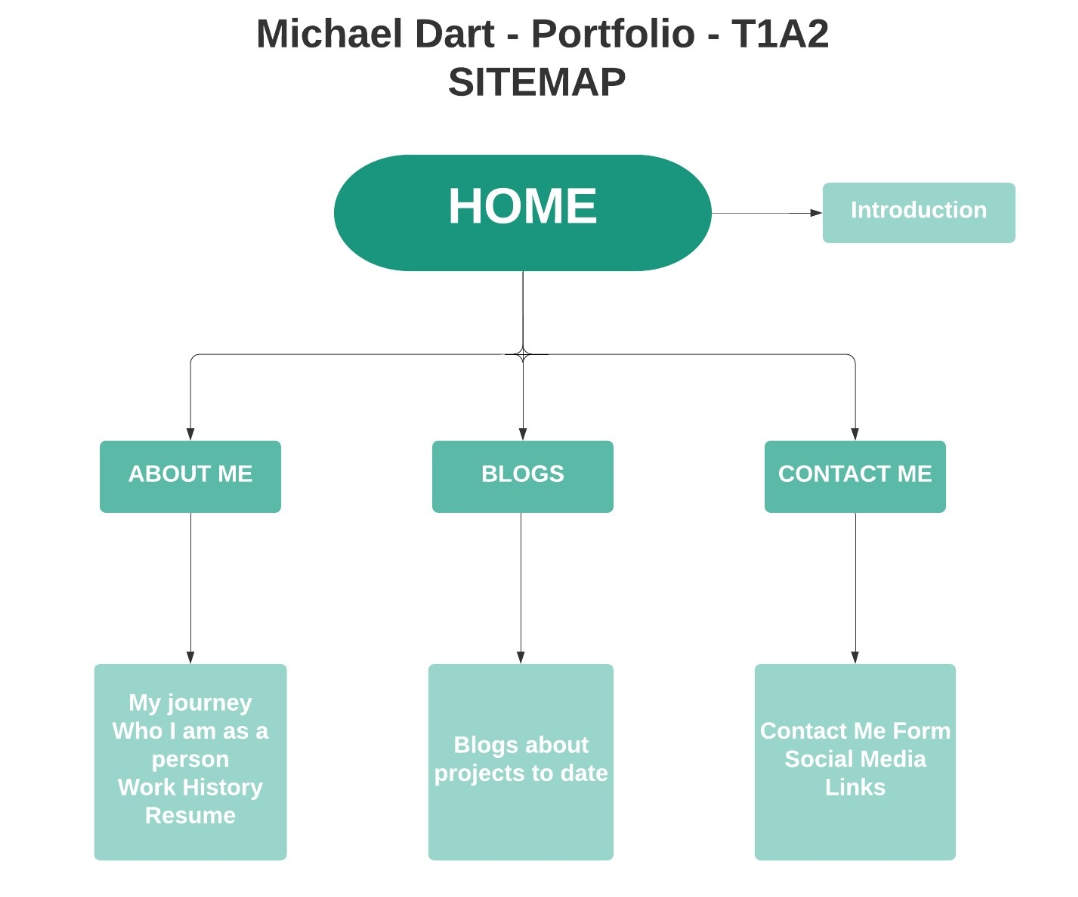 Michael Dart - Portfolio - T1A2
SITEMAP
HOME
Introduction
ABOUT ME
BLOGS
CONTACT ME
My journey
Who I am as a
person
Work History
Resume
Blogs about
projects to date
Contact Me Form
Social Media
Links